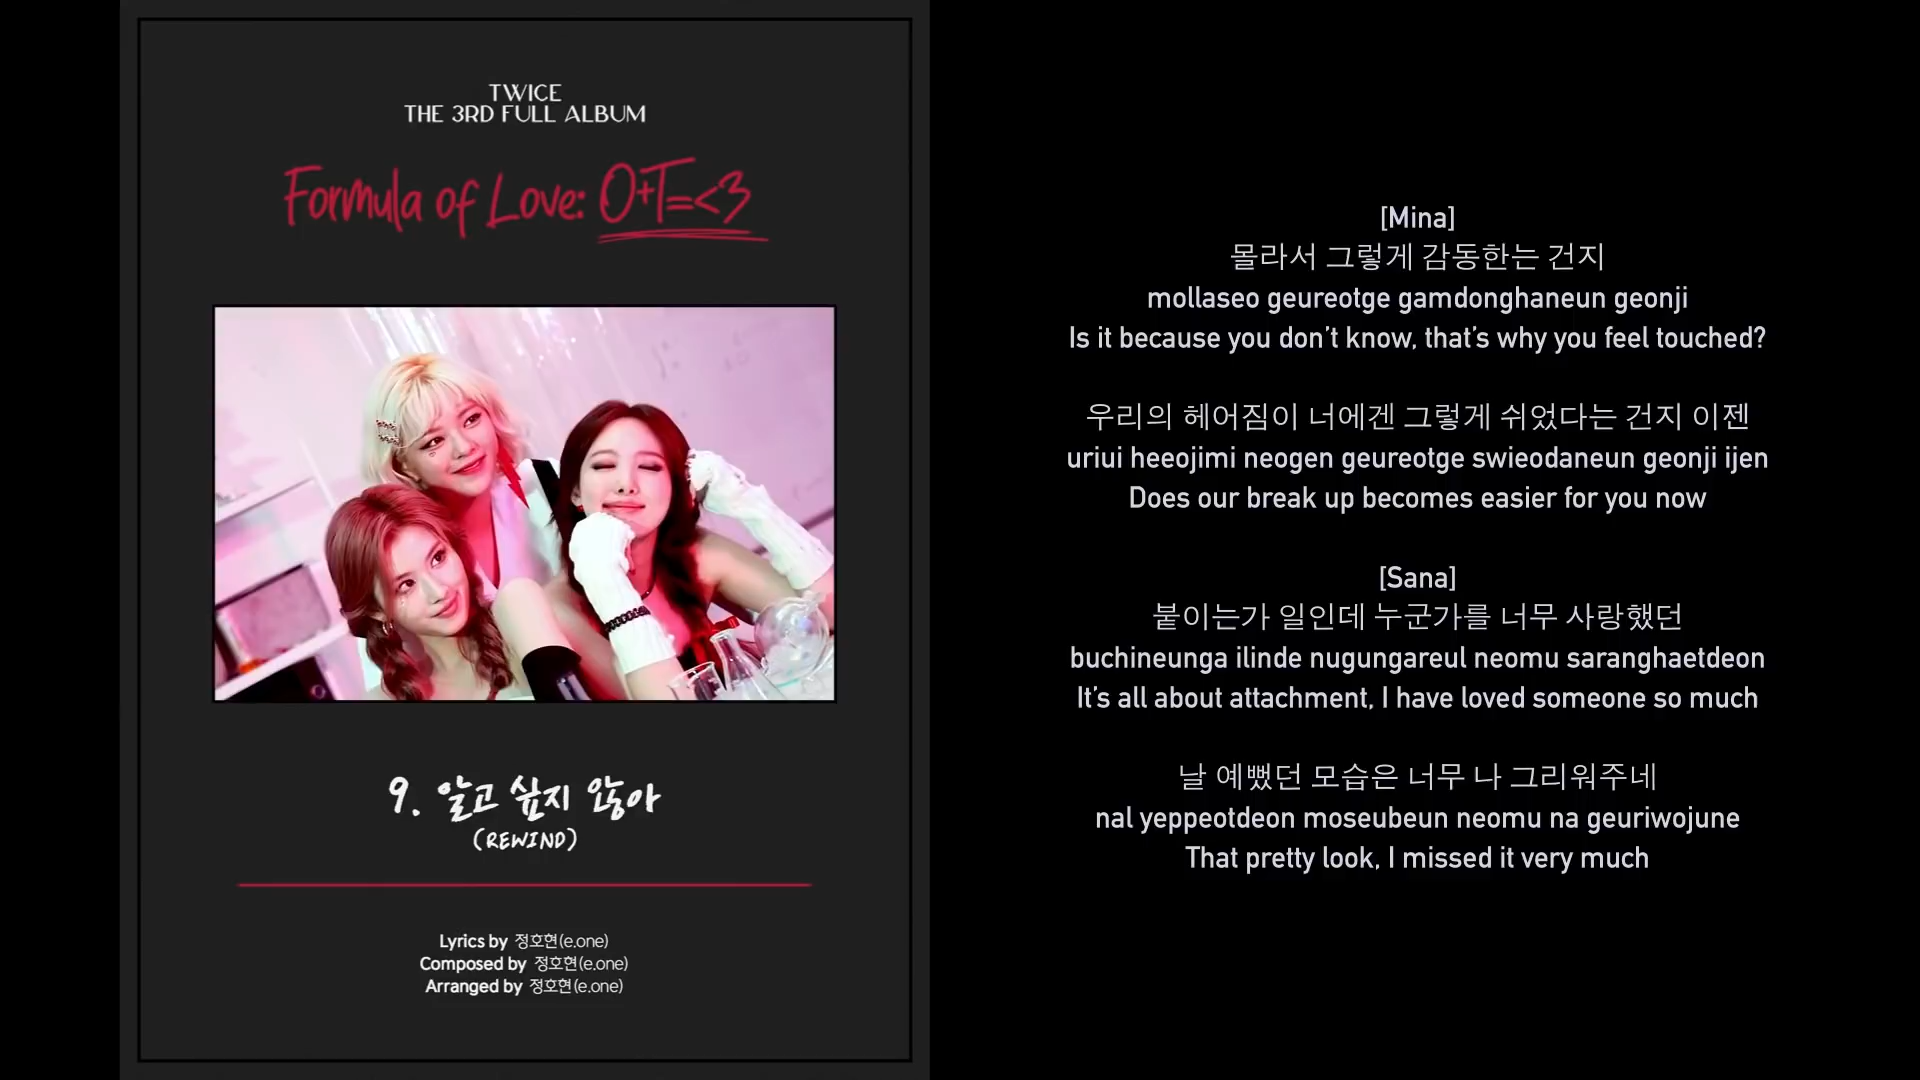 TWICE
THE 3RD FULL ALBUM
Formula of Love: O+T=<3
9. 알고 싶지 않아
(REWIND)
Lyrics by 정호현(e.one)
Composed by 정호현(e.one)
Arranged by 정호현(e.one)
[Mina]
몰라서 그렇게 감동한는 건지
mollaseo geureotge gamdonghaneun geonji
Is it because you don't know, that's why you feel touched?
우리의 헤어짐이 너에겐 그렇게 쉬었다는 건지 이젠
uriui heeojimi neogen geureotge swieodaneun geonji ijen
Does our break up becomes easier for you now
[Sana]
붙이는가 일인데 누군가를 너무 사랑했던
buchineunga ilinde nugungareul neomu saranghaetdeon
It's all about attachment, I have loved someone so much
날 예뻤던 모습은 너무 나 그리워주네
nal yeppeotdeon moseubeun neomu na geuriwojune
That pretty look, I missed it very much